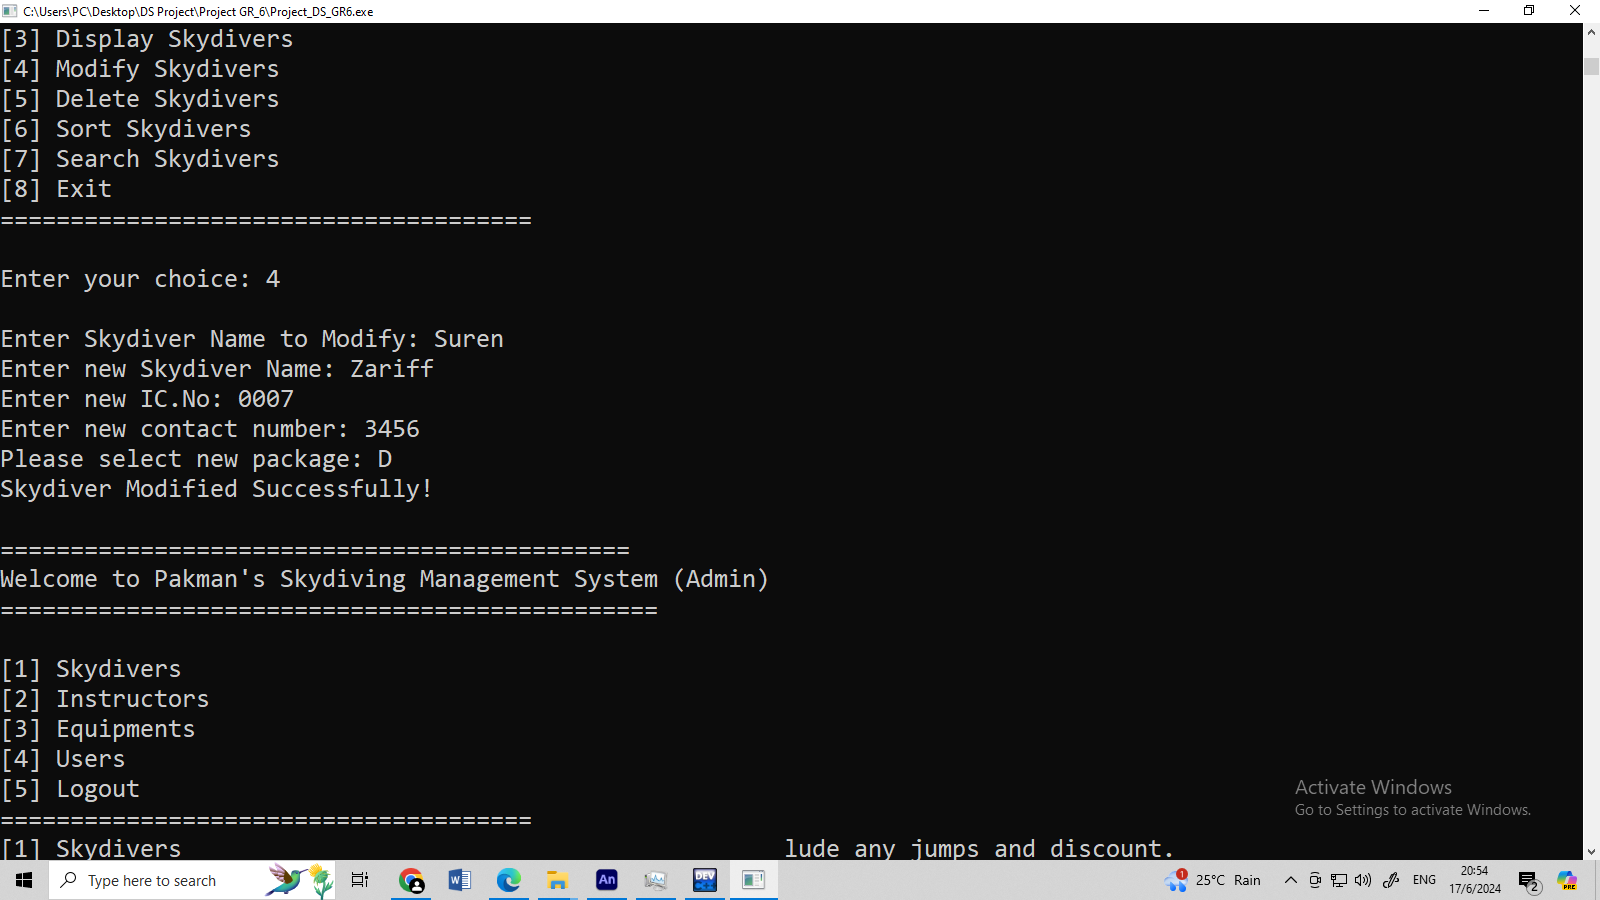 C:\Users\PC\Desktop\DS Project\Project GR_6\Project_DS_GR6.exe
[3] Display Skydivers
[4] Modify Skydivers
[5] Delete Skydivers
[6] Sort Skydivers
[7] Search Skydivers
[8] Exit
======================================
Enter your choice: 4
Enter Skydiver Name to Modify: Suren
Enter new Skydiver Name: Zariff
Enter new IC.No: 0007
Enter new contact number: 3456
Please select new package: D
Skydiver Modified Successfully!
=============================================
Welcome to Pakman's Skydiving Management System (Admin)
===============================================
[1] Skydivers
[2] Instructors
[3] Equipments
[4] Users
[5] Logout
======================================
[1] Skydivers lude any jumps and discount.
Activate Windows
Go to Settings to activate Windows.
Type here to search
W
An
DEV
1
25°C Rain
ENG
20:54
17/6/2024
2
PRE